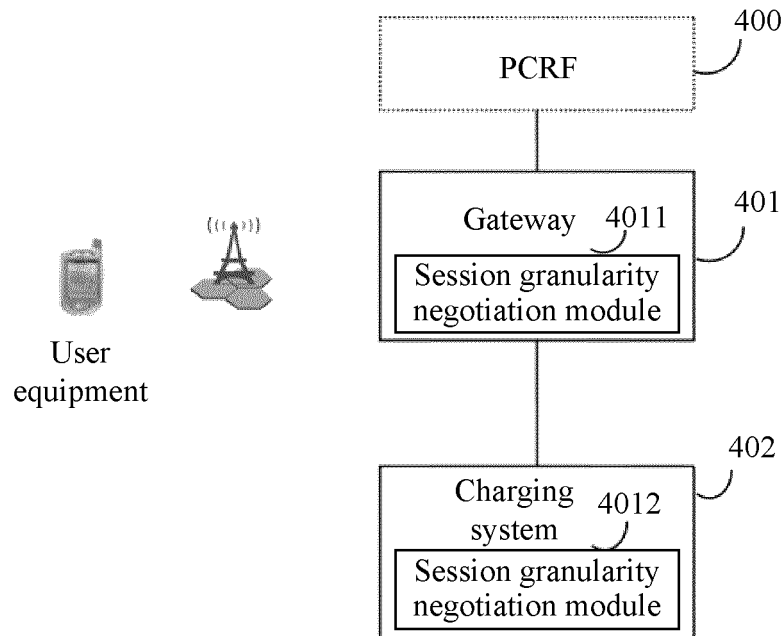 400
PCRF
401
Gateway
4011
Session granularity
negotiation module
User
equipment
402
Charging
system
4012
Session granularity
negotiation module